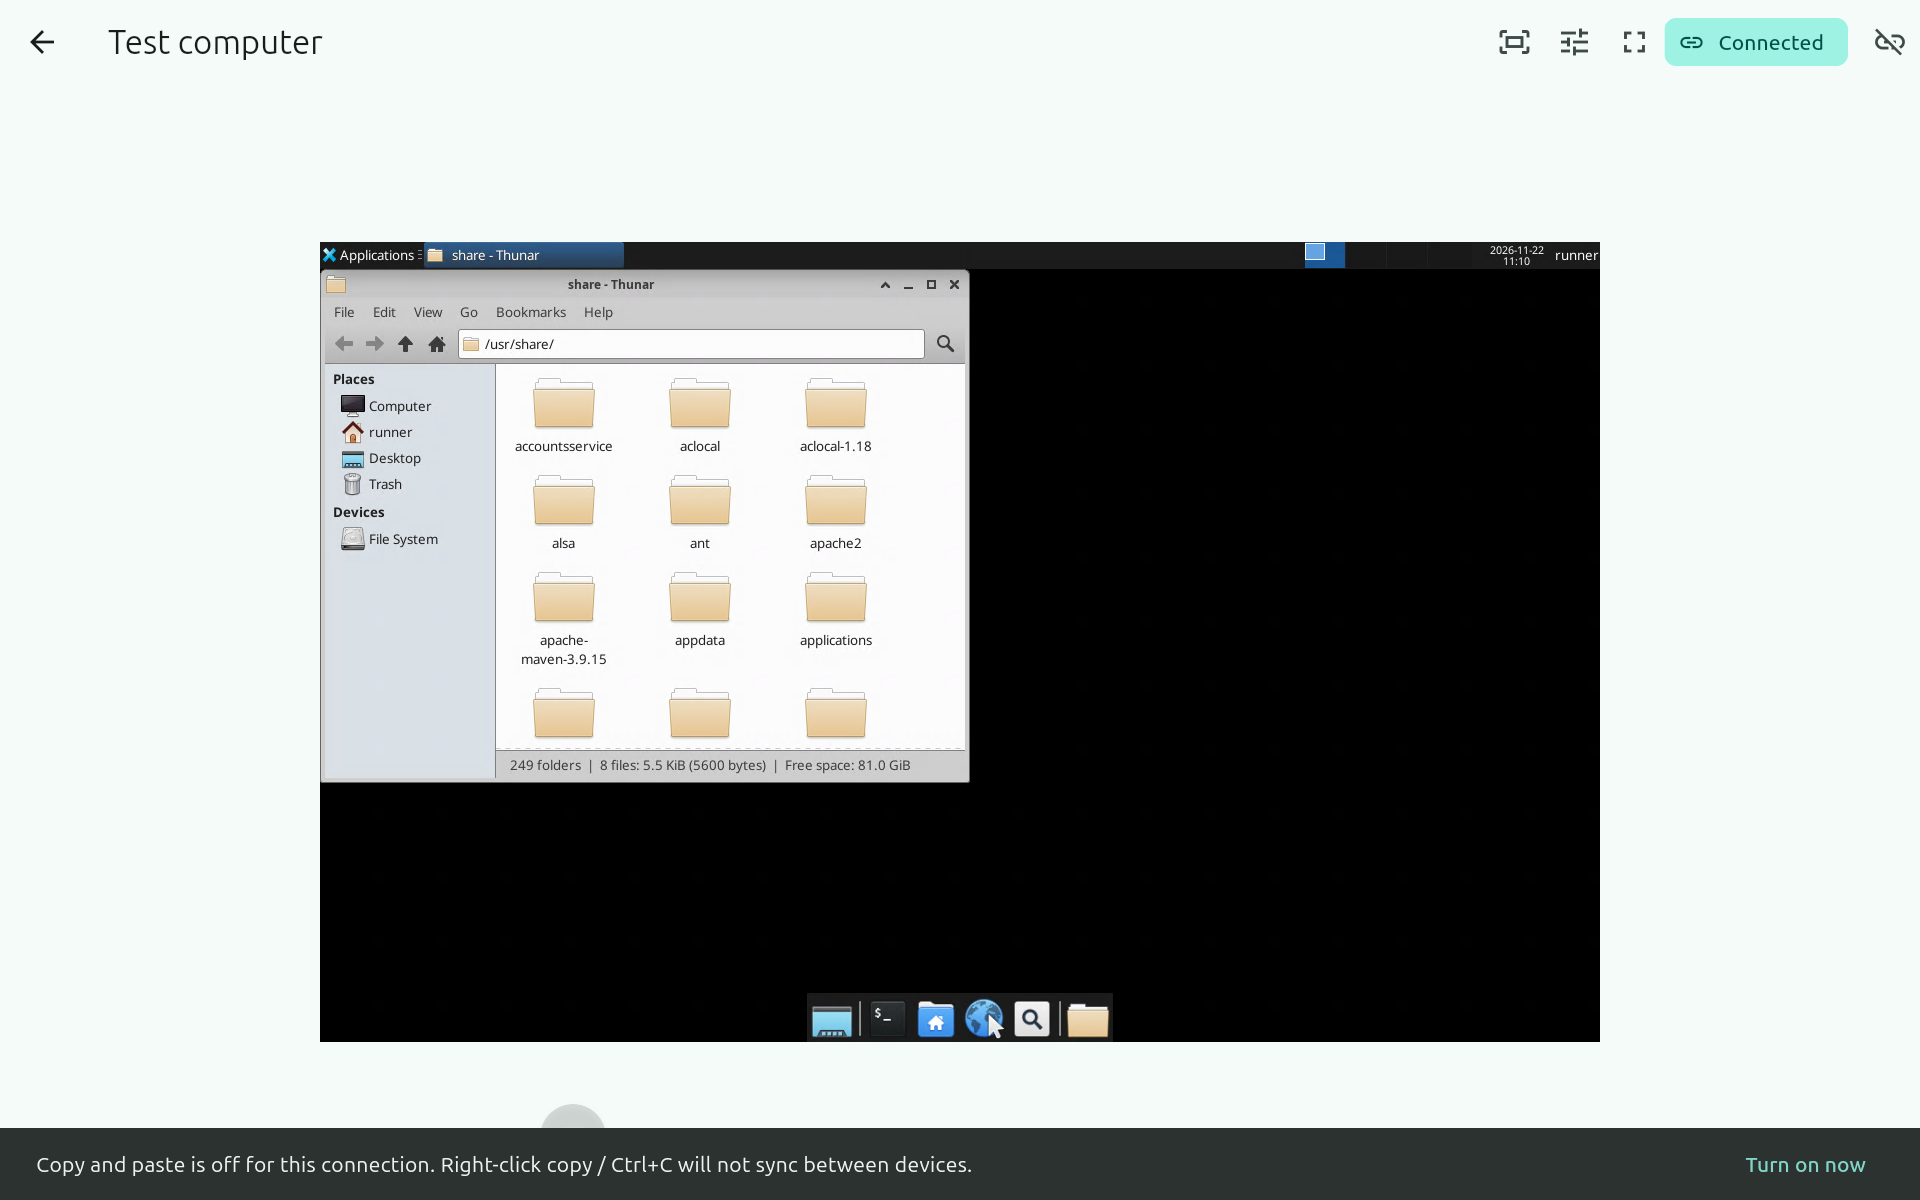 Test computer
Connected
Applications
share - Thunar
2026-11-22
11:10
runner
share - Thunar
File Edit View Go Bookmarks Help
/usr/share/
Places
Computer
runner
Desktop
Trash
Devices
File System
accountsservice
aclocal
aclocal-1.18
alsa
ant
apache2
apache-
maven-3.9.15
appdata
applications
249 folders | 8 files: 5.5 KiB (5600 bytes) | Free space: 81.0 GiB
$_
Copy and paste is off for this connection. Right-click copy / Ctrl+C will not sync between devices.
Turn on now